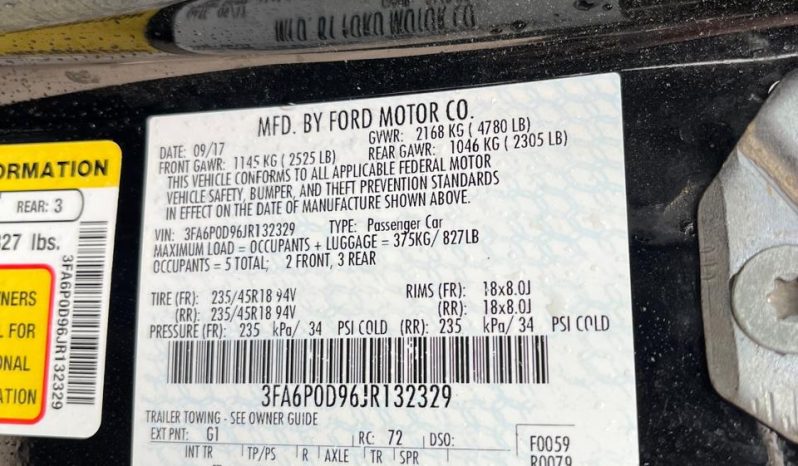 ORMATION
REAR: 3
827 lbs.
WNERS
L FOR
ONAL
ATION
3FA6P0D96JR132329
MFD. BY FORD MOTOR CO.
DATE: 09/17 GVWR: 2168 KG (4780 LB)
FRONT GAWR: 1145 KG (2525 LB) REAR GAWR: 1046 KG (2305 LB)
THIS VEHICLE CONFORMS TO ALL APPLICABLE FEDERAL MOTOR
VEHICLE SAFETY, BUMPER, AND THEFT PREVENTION STANDARDS
IN EFFECT ON THE DATE OF MANUFACTURE SHOWN ABOVE.
VIN: 3FA6P0D96JR132329 TYPE: Passenger Car
MAXIMUM LOAD = OCCUPANTS + LUGGAGE = 375KG/ 827LB
OCCUPANTS = 5 TOTAL; 2 FRONT, 3 REAR
TIRE (FR): 235/45R18 94V RIMS (FR): 18x8.0J
(RR): 235/45R18 94V (RR): 18x8.0J
PRESSURE (FR): 235 kPa/ 34 PSI COLD (RR): 235 kPa/ 34 PSI COLD
3FA6P0D96JR132329
TRAILER TOWING - SEE OWNER GUIDE
EXT PNT: G1 RC: 72 DSO: F0059
INT TR TP/PS R AXLE TR SPR R0079